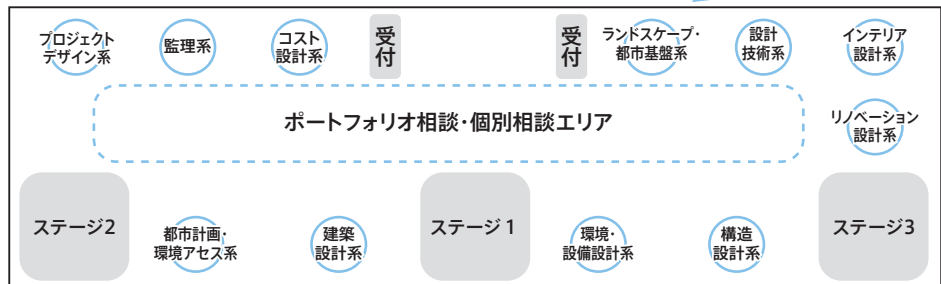 プロジェクト
デザイン系
監理系
コスト
設計系
受付
受付
ランドスケープ・
都市基盤系
設計
技術系
インテリア
設計系
ポートフォリオ相談・個別相談エリア
リノベーション
設計系
ステージ2
都市計画・
環境アセス系
建築
設計系
ステージ 1
環境・
設備設計系
構造
設計系
ステージ3